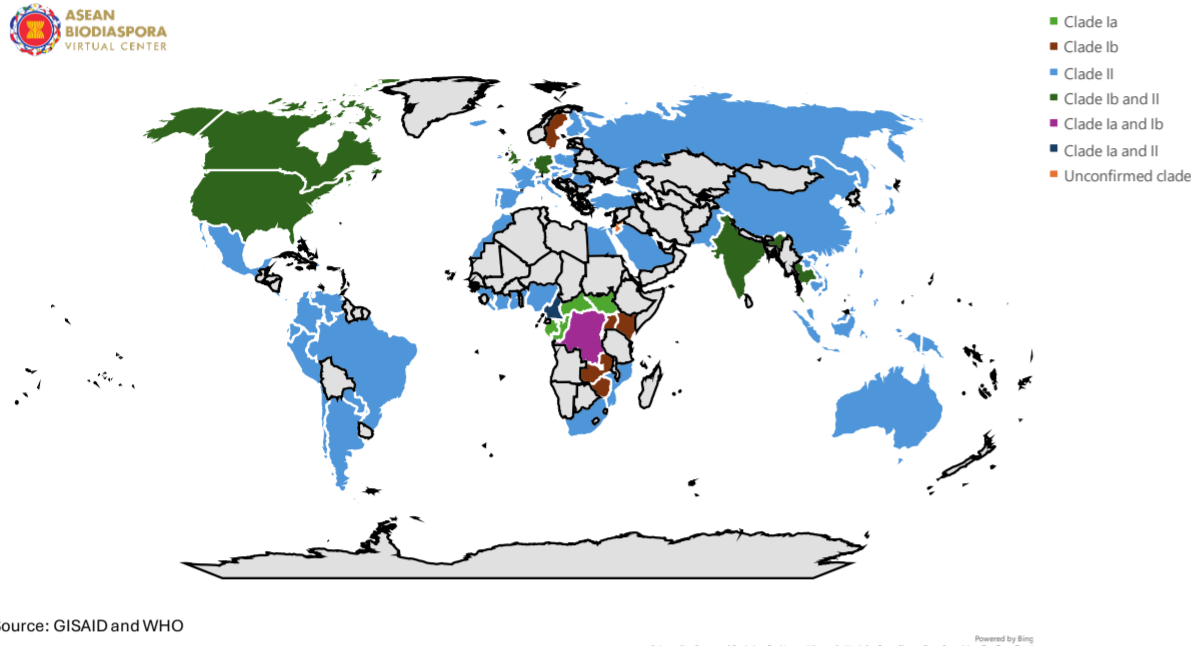 ASEAN
BIODIASPORA
VIRTUAL CENTER
Clade Ia
Clade Ib
Clade II
Clade Ib and II
Clade Ia and Ib
Clade Ia and II
Unconfirmed clade
ource: GISAID and WHO
Powered by Bing